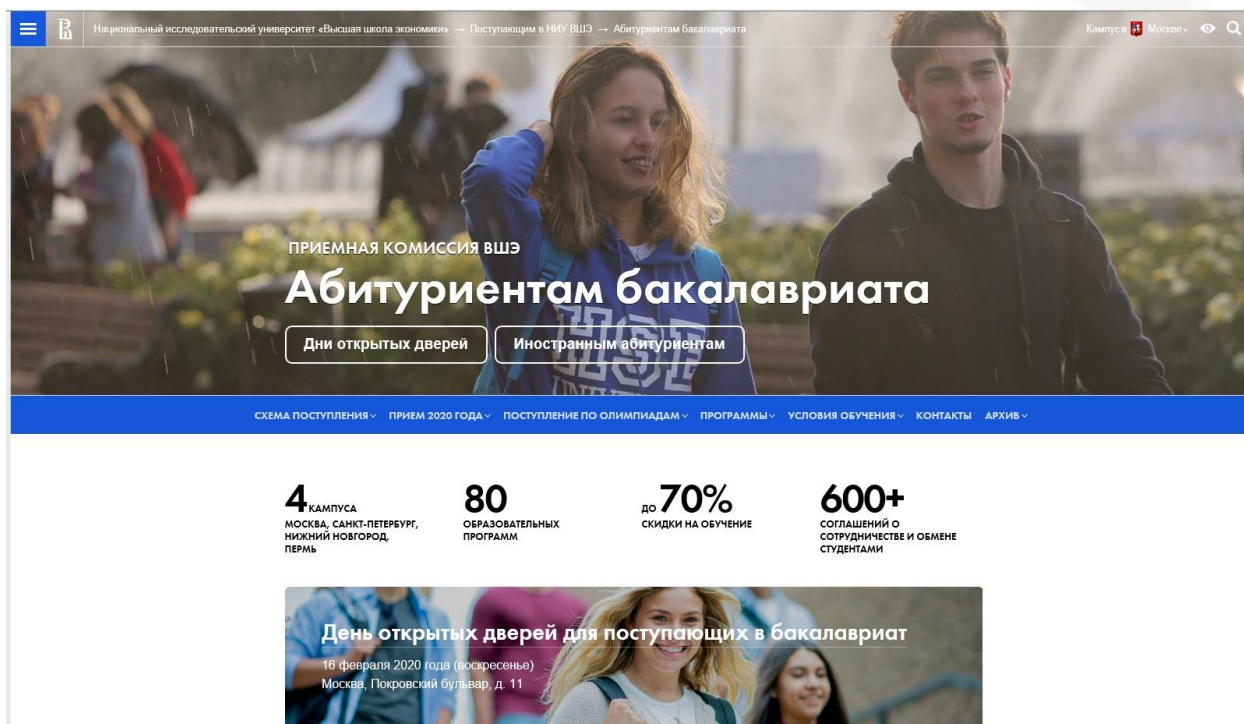 Национальный исследовательский университет «Высшая школа экономики» → Поступающим в НИУ ВШЭ → Абитуриентам бакалавриата
Кампус в Москве
ПРИЕМНАЯ КОМИССИЯ ВШЭ
Абитуриентам бакалавриата
Дни открытых дверей
Иностранным абитуриентам
HSE
UNIVERSITY
СХЕМА ПОСТУПЛЕНИЯ ПРИЕМ 2020 ГОДА ПОСТУПЛЕНИЕ ПО ОЛИМПИАДАМ ПРОГРАММЫ УСЛОВИЯ ОБУЧЕНИЯ КОНТАКТЫ АРХИВ
4 КАМПУСА
МОСКВА, САНКТ-ПЕТЕРБУРГ,
НИЖНИЙ НОВГОРОД,
ПЕРМЬ
80
ОБРАЗОВАТЕЛЬНЫХ
ПРОГРАММ
ДО 70%
СКИДКИ НА ОБУЧЕНИЕ
600+
СОГЛАШЕНИЙ О
СОТРУДНИЧЕСТВЕ И ОБМЕНЕ
СТУДЕНТАМИ
День открытых дверей для поступающих в бакалавриат
16 февраля 2020 года (воскресенье)
Москва, Покровский бульвар, д. 11